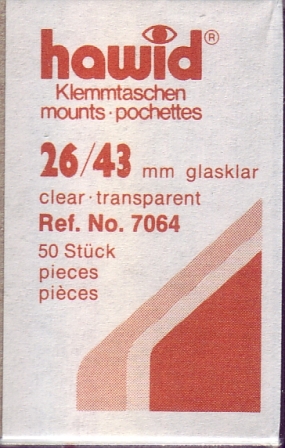 hawid®
Klemmtaschen
mounts·pochettes
26/43 mm glasklar
clear·transparent
Ref. No. 7064
50 Stück
pieces
pièces